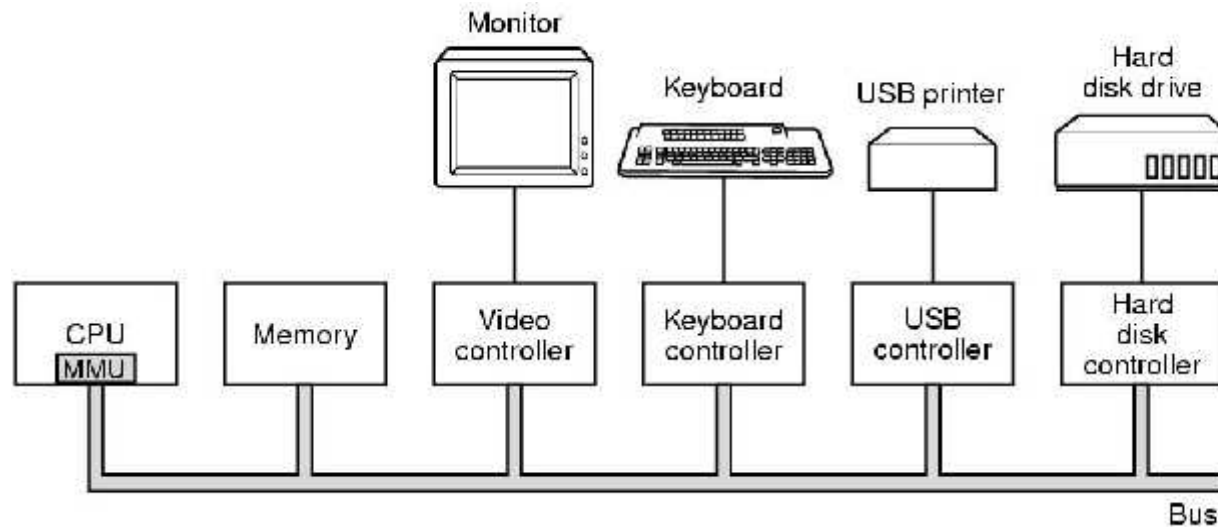 Monitor
Keyboard
USB printer
Hard
disk drive
CPU
MMU
Memory
Video
controller
Keyboard
controller
USB
controller
Hard
disk
controller
Bus